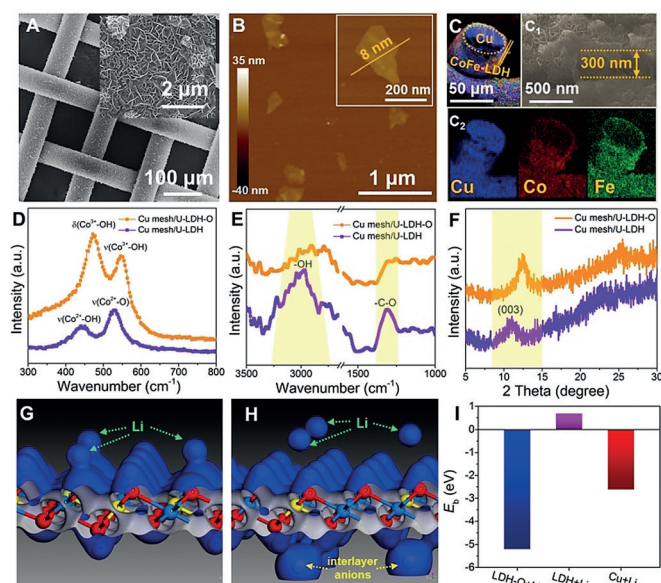 A
2 μm
100 μm
B
35 nm
-40 nm
8 nm
200 nm
1 μm
C
Cu
CoFe-LDH
50 μm
C₁
300 nm
500 nm
C₂
Cu
Co
Fe
D
Cu mesh/U-LDH-O
Cu mesh/U-LDH
δ(Co³⁺-OH)
ν(Co³⁺-OH)
ν(Co²⁺-OH)
ν(Co²⁺-O)
Intensity (a.u.)
300 400 500 600 700 800
Wavenumber (cm⁻¹)
E
Cu mesh/U-LDH-O
Cu mesh/U-LDH
-OH
-C-O
Intensity (a.u.)
3500 3000 1500 1000
Wavenumber (cm⁻¹)
F
Cu mesh/U-LDH-O
Cu mesh/U-LDH
(003)
Intensity (a.u.)
5 10 15 20 25 30
2 Theta (degree)
G
Li
H
Li
interlayer
anions
I
E_b (eV)
1
0
-1
-2
-3
-4
-5
-6
LDH+Li
Cu+Li